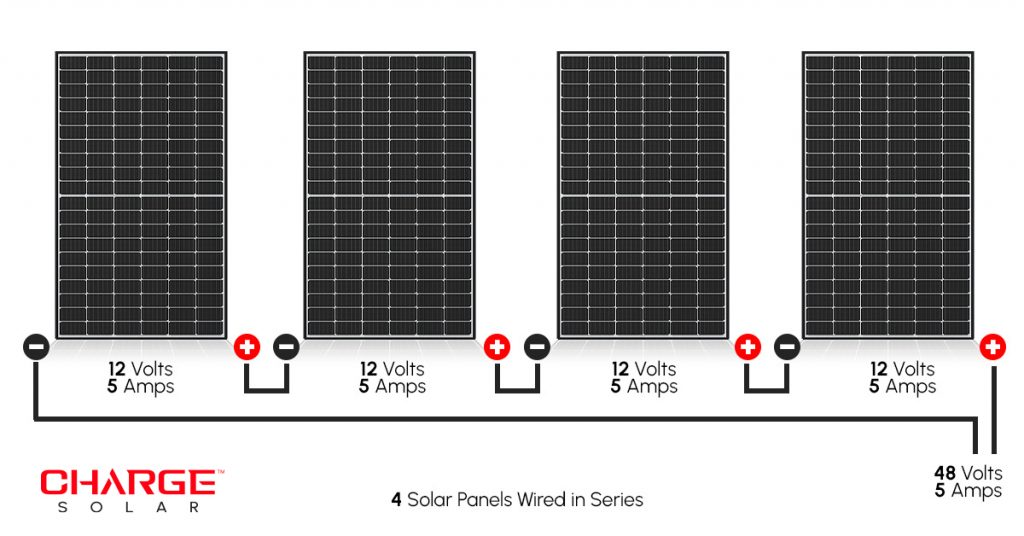 12 Volts
5 Amps
12 Volts
5 Amps
12 Volts
5 Amps
12 Volts
5 Amps
48 Volts
5 Amps
CHARGE™
SOLAR
4 Solar Panels Wired in Series